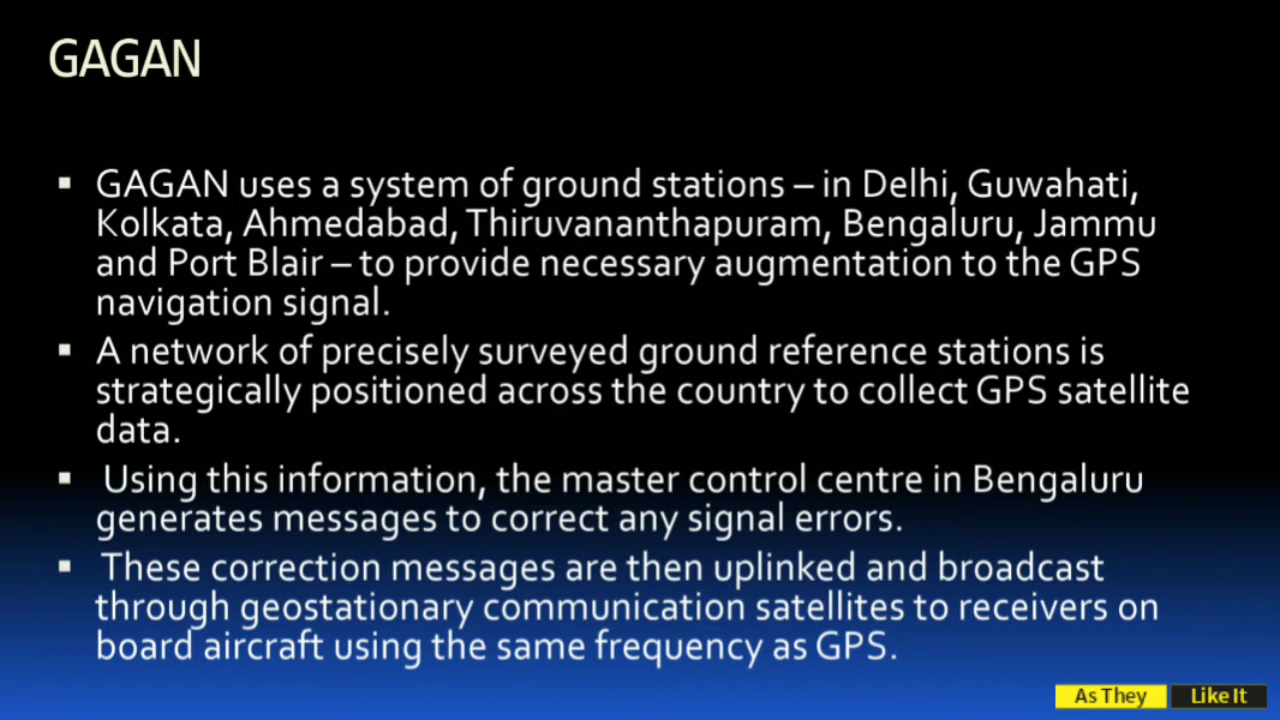 GAGAN
▪ GAGAN uses a system of ground stations – in Delhi, Guwahati,
Kolkata, Ahmedabad, Thiruvananthapuram, Bengaluru, Jammu
and Port Blair – to provide necessary augmentation to the GPS
navigation signal.
▪ A network of precisely surveyed ground reference stations is
strategically positioned across the country to collect GPS satellite
data.
▪ Using this information, the master control centre in Bengaluru
generates messages to correct any signal errors.
▪ These correction messages are then uplinked and broadcast
through geostationary communication satellites to receivers on
board aircraft using the same frequency as GPS.
As They Like It